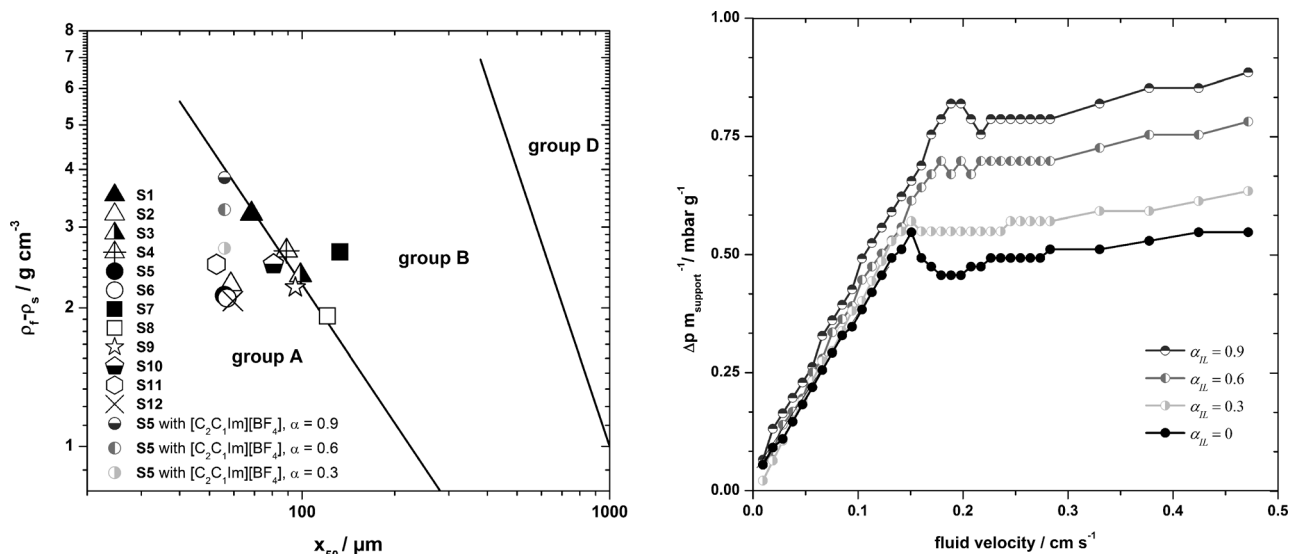 8
7
6
5
4
3
2
1
ρf-ρs / g cm-3
group D
group B
group A
S1
S2
S3
S4
S5
S6
S7
S8
S9
S10
S11
S12
S5 with [C2C1Im][BF4], α = 0.9
S5 with [C2C1Im][BF4], α = 0.6
S5 with [C2C1Im][BF4], α = 0.3
100
1000
x50 / µm
1.00
0.75
0.50
0.25
0.00
Δp msupport-1 / mbar g-1
αIL = 0.9
αIL = 0.6
αIL = 0.3
αIL = 0
0.0
0.1
0.2
0.3
0.4
0.5
fluid velocity / cm s-1